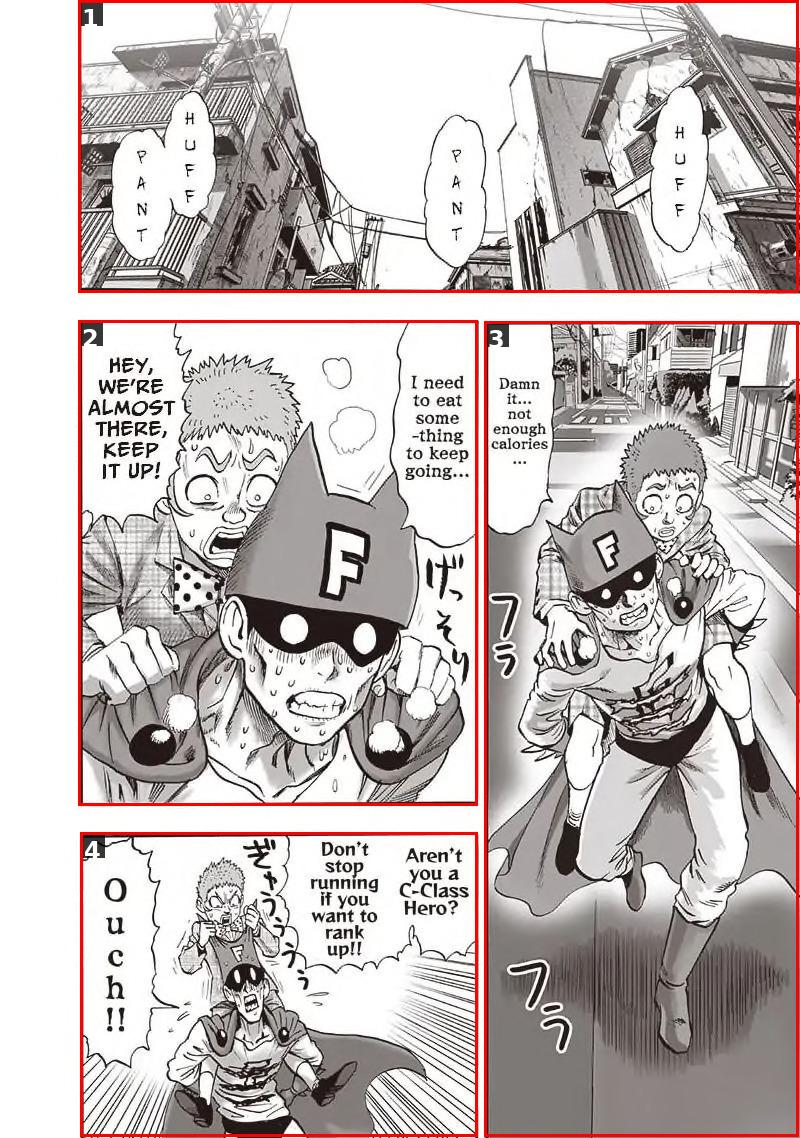 1
HUFF
PANT
HUFF
PANT
3
Damn
it...
not
enough
calories
...
フラ
フラ
2
I need
to eat
some
-thing
to keep
going...
HEY,
WE'RE
ALMOST
THERE,
KEEP
IT UP!
F
げっそり
F
4
Aren't
you a
C-Class
Hero?
Don't
stop
running
if you
want to
rank
up!!
ぎゅううううう
Ouch!!
F